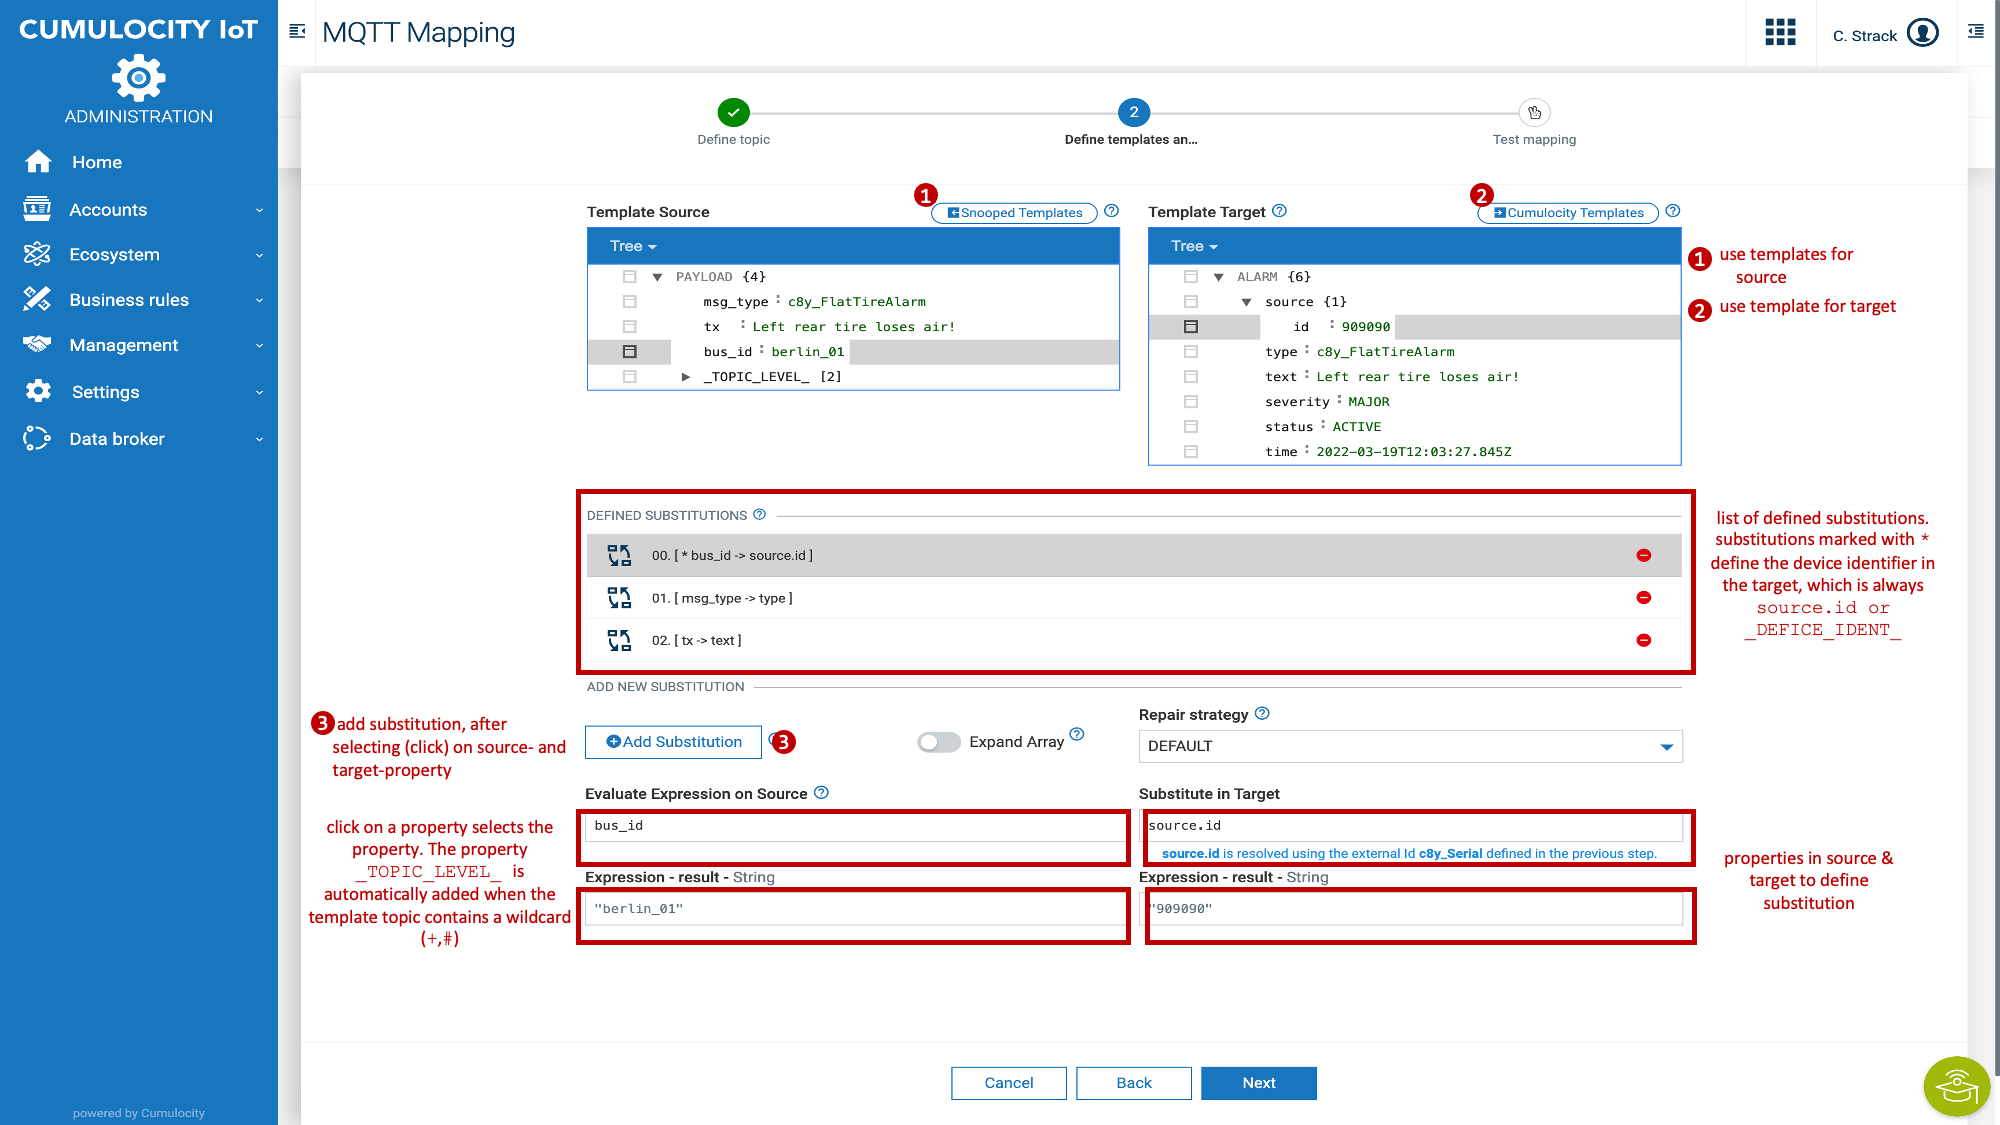 CUMULOCITY IoT
ADMINISTRATION
Home
Accounts
Ecosystem
Business rules
Management
Settings
Data broker
powered by Cumulocity
MQTT Mapping
C. Strack
2
Define topic
Define templates an...
Test mapping
Template Source
1
Snooped Templates
Template Target
2
Cumulocity Templates
Tree
PAYLOAD {4}
msg_type : c8y_FlatTireAlarm
tx : Left rear tire loses air!
bus_id : berlin_01
_TOPIC_LEVEL_ [2]
Tree
ALARM {6}
source {1}
id : 909090
type : c8y_FlatTireAlarm
text : Left rear tire loses air!
severity : MAJOR
status : ACTIVE
time : 2022-03-19T12:03:27.845Z
1 use templates for
source
2 use template for target
DEFINED SUBSTITUTIONS
00. [ * bus_id -> source.id ]
01. [ msg_type -> type ]
02. [ tx -> text ]
list of defined substitutions.
substitutions marked with *
define the device identifier in
the target, which is always
source.id or
_DEFICE_IDENT_
ADD NEW SUBSTITUTION
3 add substitution, after
selecting (click) on source- and
target-property
Add Substitution
3
Expand Array
Repair strategy
DEFAULT
Evaluate Expression on Source
bus_id
Substitute in Target
source.id
source.id is resolved using the external Id c8y_Serial defined in the previous step.
Expression - result - String
"berlin_01"
Expression - result - String
"909090"
click on a property selects the
property. The property
_TOPIC_LEVEL_ is
automatically added when the
template topic contains a wildcard
(+,#)
properties in source &
target to define
substitution
Cancel
Back
Next